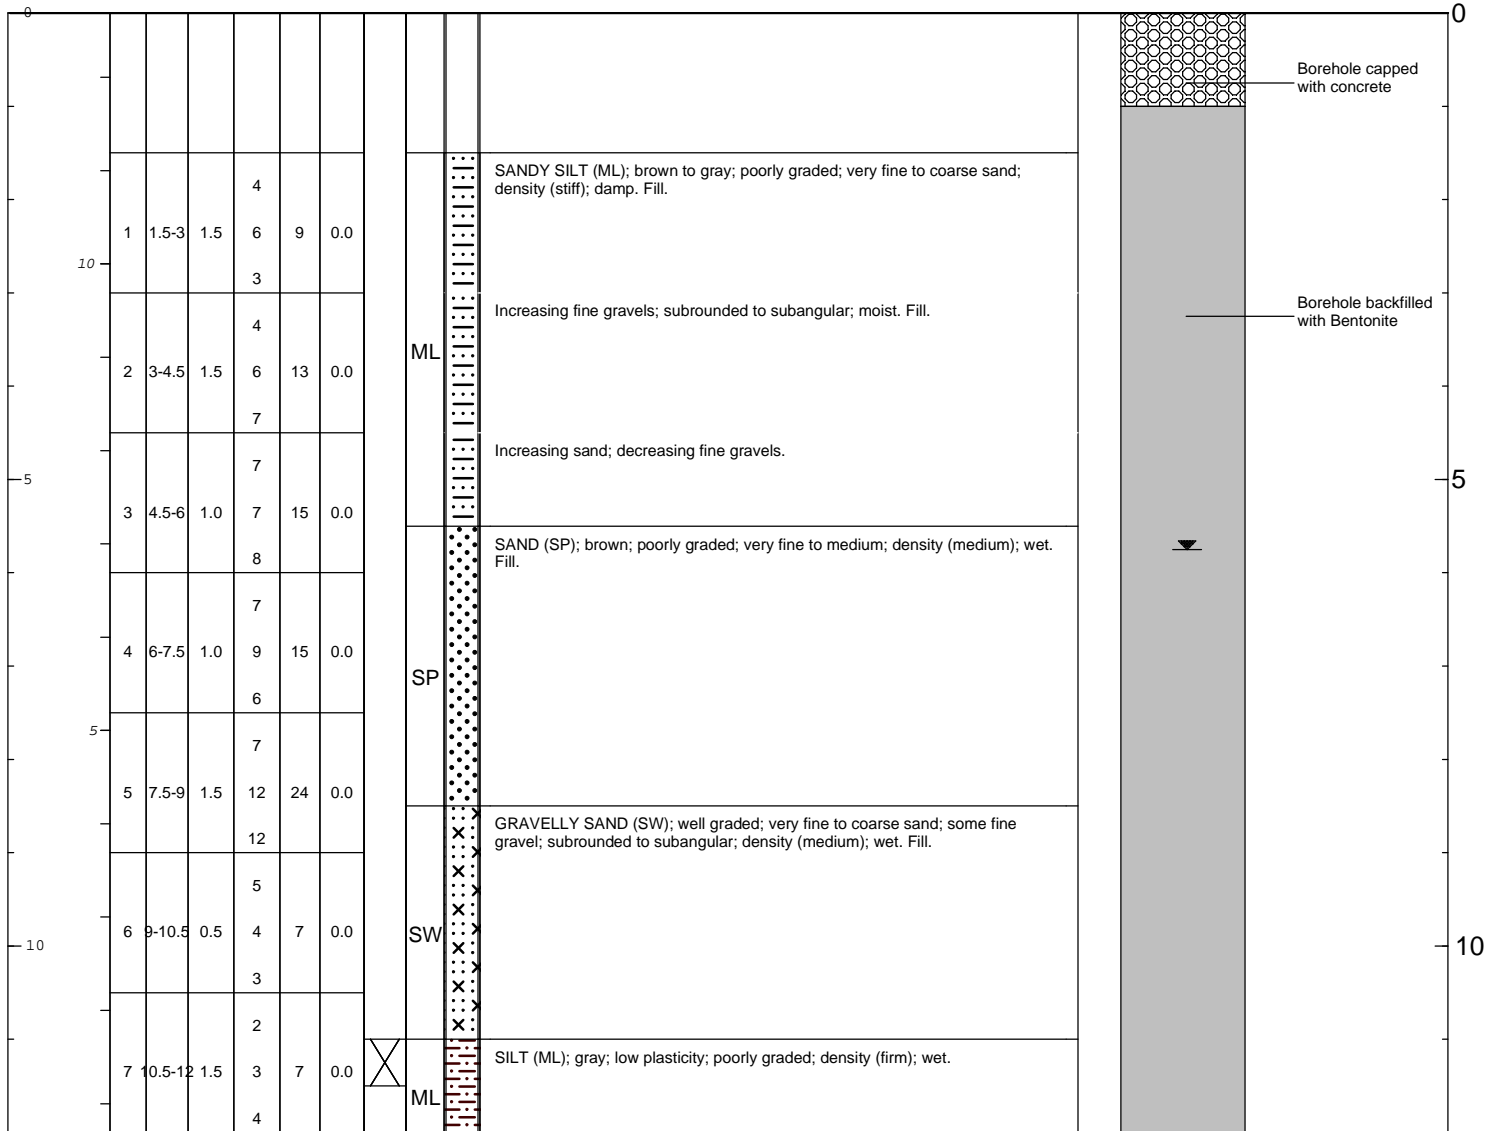 0
0
Borehole capped
with concrete
SANDY SILT (ML); brown to gray; poorly graded; very fine to coarse sand;
density (stiff); damp. Fill.
4
1 1.5-3 1.5 6 9 0.0
10
3
Increasing fine gravels; subrounded to subangular; moist. Fill.
Borehole backfilled
with Bentonite
4
ML
2 3-4.5 1.5 6 13 0.0
7
Increasing sand; decreasing fine gravels.
7
5
5
3 4.5-6 1.0 7 15 0.0
8
SAND (SP); brown; poorly graded; very fine to medium; density (medium); wet.
Fill.
7
4 6-7.5 1.0 9 15 0.0
SP
6
5
7
5 7.5-9 1.5 12 24 0.0
12
GRAVELLY SAND (SW); well graded; very fine to coarse sand; some fine
gravel; subrounded to subangular; density (medium); wet. Fill.
5
6 9-10.5 0.5 4 7 0.0
SW
10
10
3
2
SILT (ML); gray; low plasticity; poorly graded; density (firm); wet.
7 10.5-12 1.5 3 7 0.0
ML
4